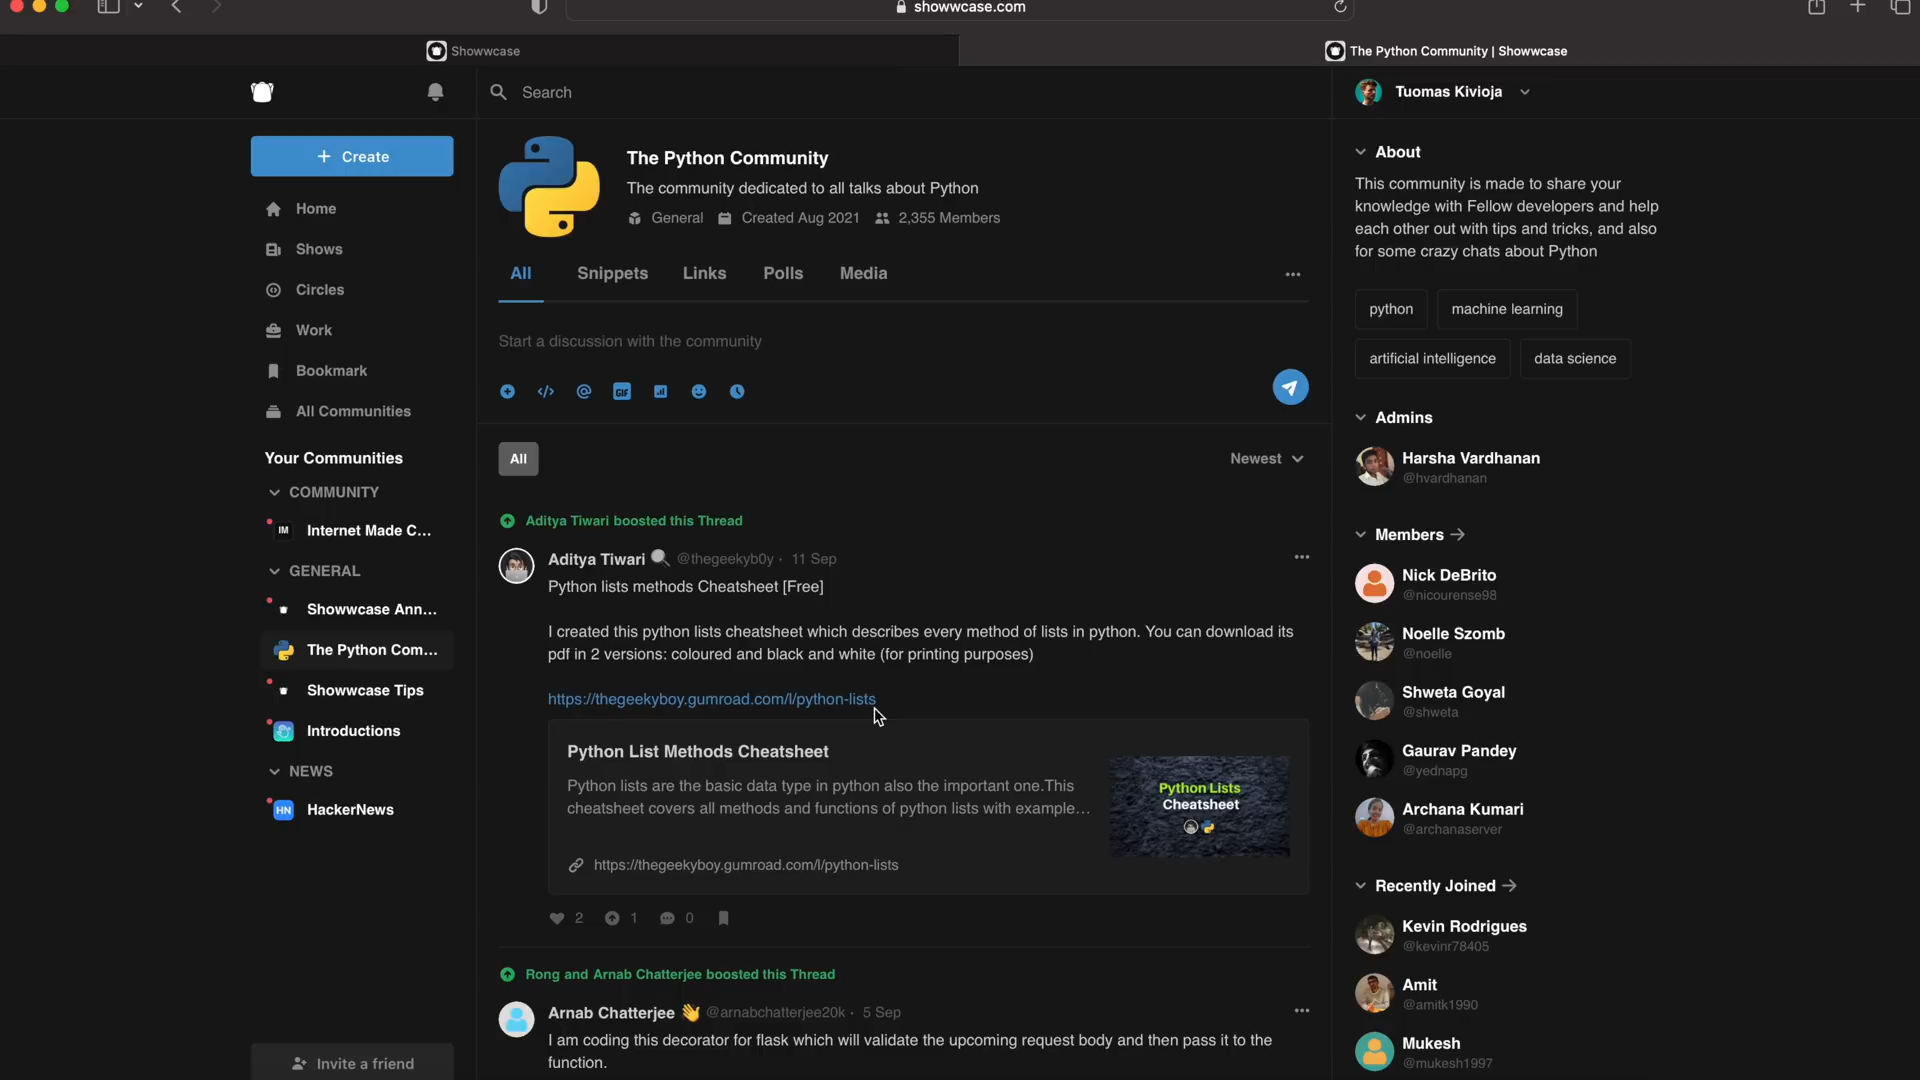 showwcase.com
Showwcase
The Python Community | Showwcase
Search
Tuomas Kivioja
Create
Home
Shows
Circles
Work
Bookmark
All Communities
Your Communities
COMMUNITY
IM
Internet Made C...
GENERAL
Showwcase Ann...
The Python Com...
Showwcase Tips
Introductions
NEWS
HN
HackerNews
Invite a friend
The Python Community
The community dedicated to all talks about Python
General Created Aug 2021 2,355 Members
All Snippets Links Polls Media
Start a discussion with the community
GIF
All
Newest
Aditya Tiwari boosted this Thread
Aditya Tiwari @thegeekyb0y · 11 Sep
Python lists methods Cheatsheet [Free]
I created this python lists cheatsheet which describes every method of lists in python. You can download its
pdf in 2 versions: coloured and black and white (for printing purposes)
https://thegeekyboy.gumroad.com/l/python-lists
Python List Methods Cheatsheet
Python lists are the basic data type in python also the important one.This
cheatsheet covers all methods and functions of python lists with example...
https://thegeekyboy.gumroad.com/l/python-lists
Python Lists
Cheatsheet
2 1 0
Rong and Arnab Chatterjee boosted this Thread
Arnab Chatterjee 👋 @arnabchatterjee20k · 5 Sep
I am coding this decorator for flask which will validate the upcoming request body and then pass it to the
function.
About
This community is made to share your
knowledge with Fellow developers and help
each other out with tips and tricks, and also
for some crazy chats about Python
python
machine learning
artificial intelligence
data science
Admins
Harsha Vardhanan
@hvardhanan
Members
Nick DeBrito
@nicourense98
Noelle Szomb
@noelle
Shweta Goyal
@shweta
Gaurav Pandey
@yednapg
Archana Kumari
@archanaserver
Recently Joined
Kevin Rodrigues
@kevinr78405
Amit
@amitk1990
Mukesh
@mukesh1997